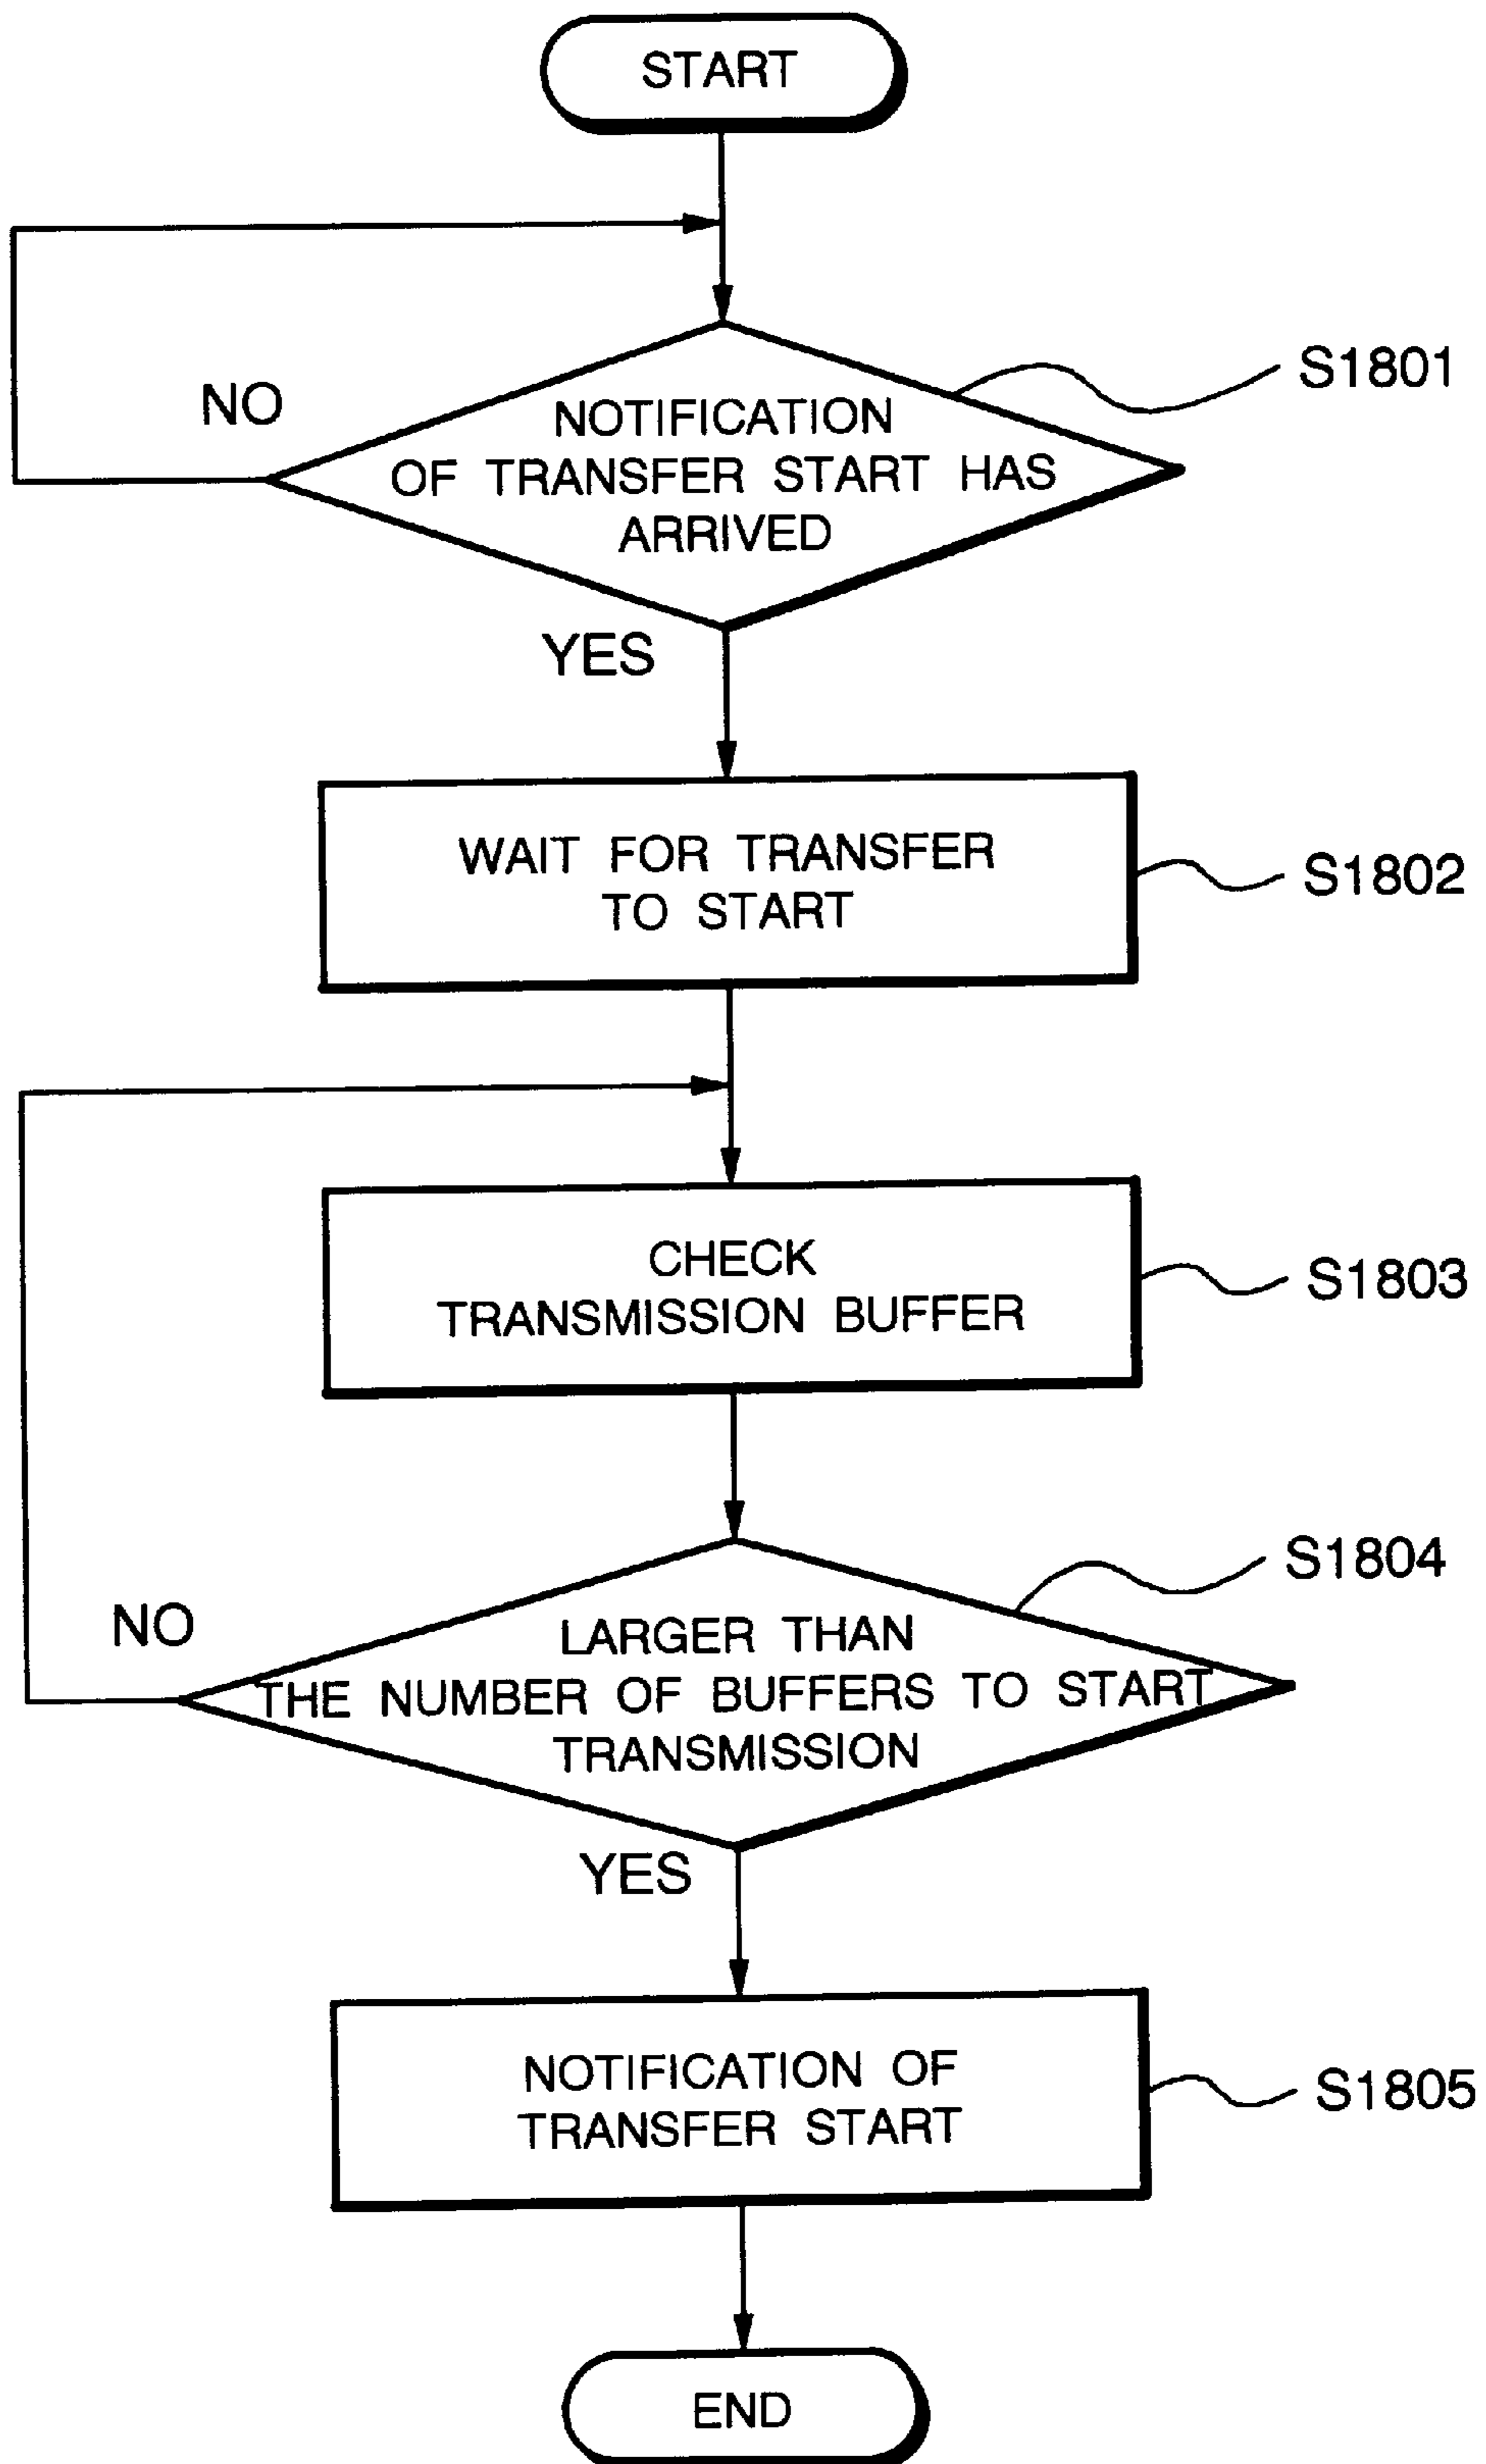 START
S1801
NO
NOTIFICATION
OF TRANSFER START HAS
ARRIVED
YES
WAIT FOR TRANSFER
TO START
S1802
CHECK
TRANSMISSION BUFFER
S1803
S1804
NO
LARGER THAN
THE NUMBER OF BUFFERS TO START
TRANSMISSION
YES
NOTIFICATION OF
TRANSFER START
S1805
END